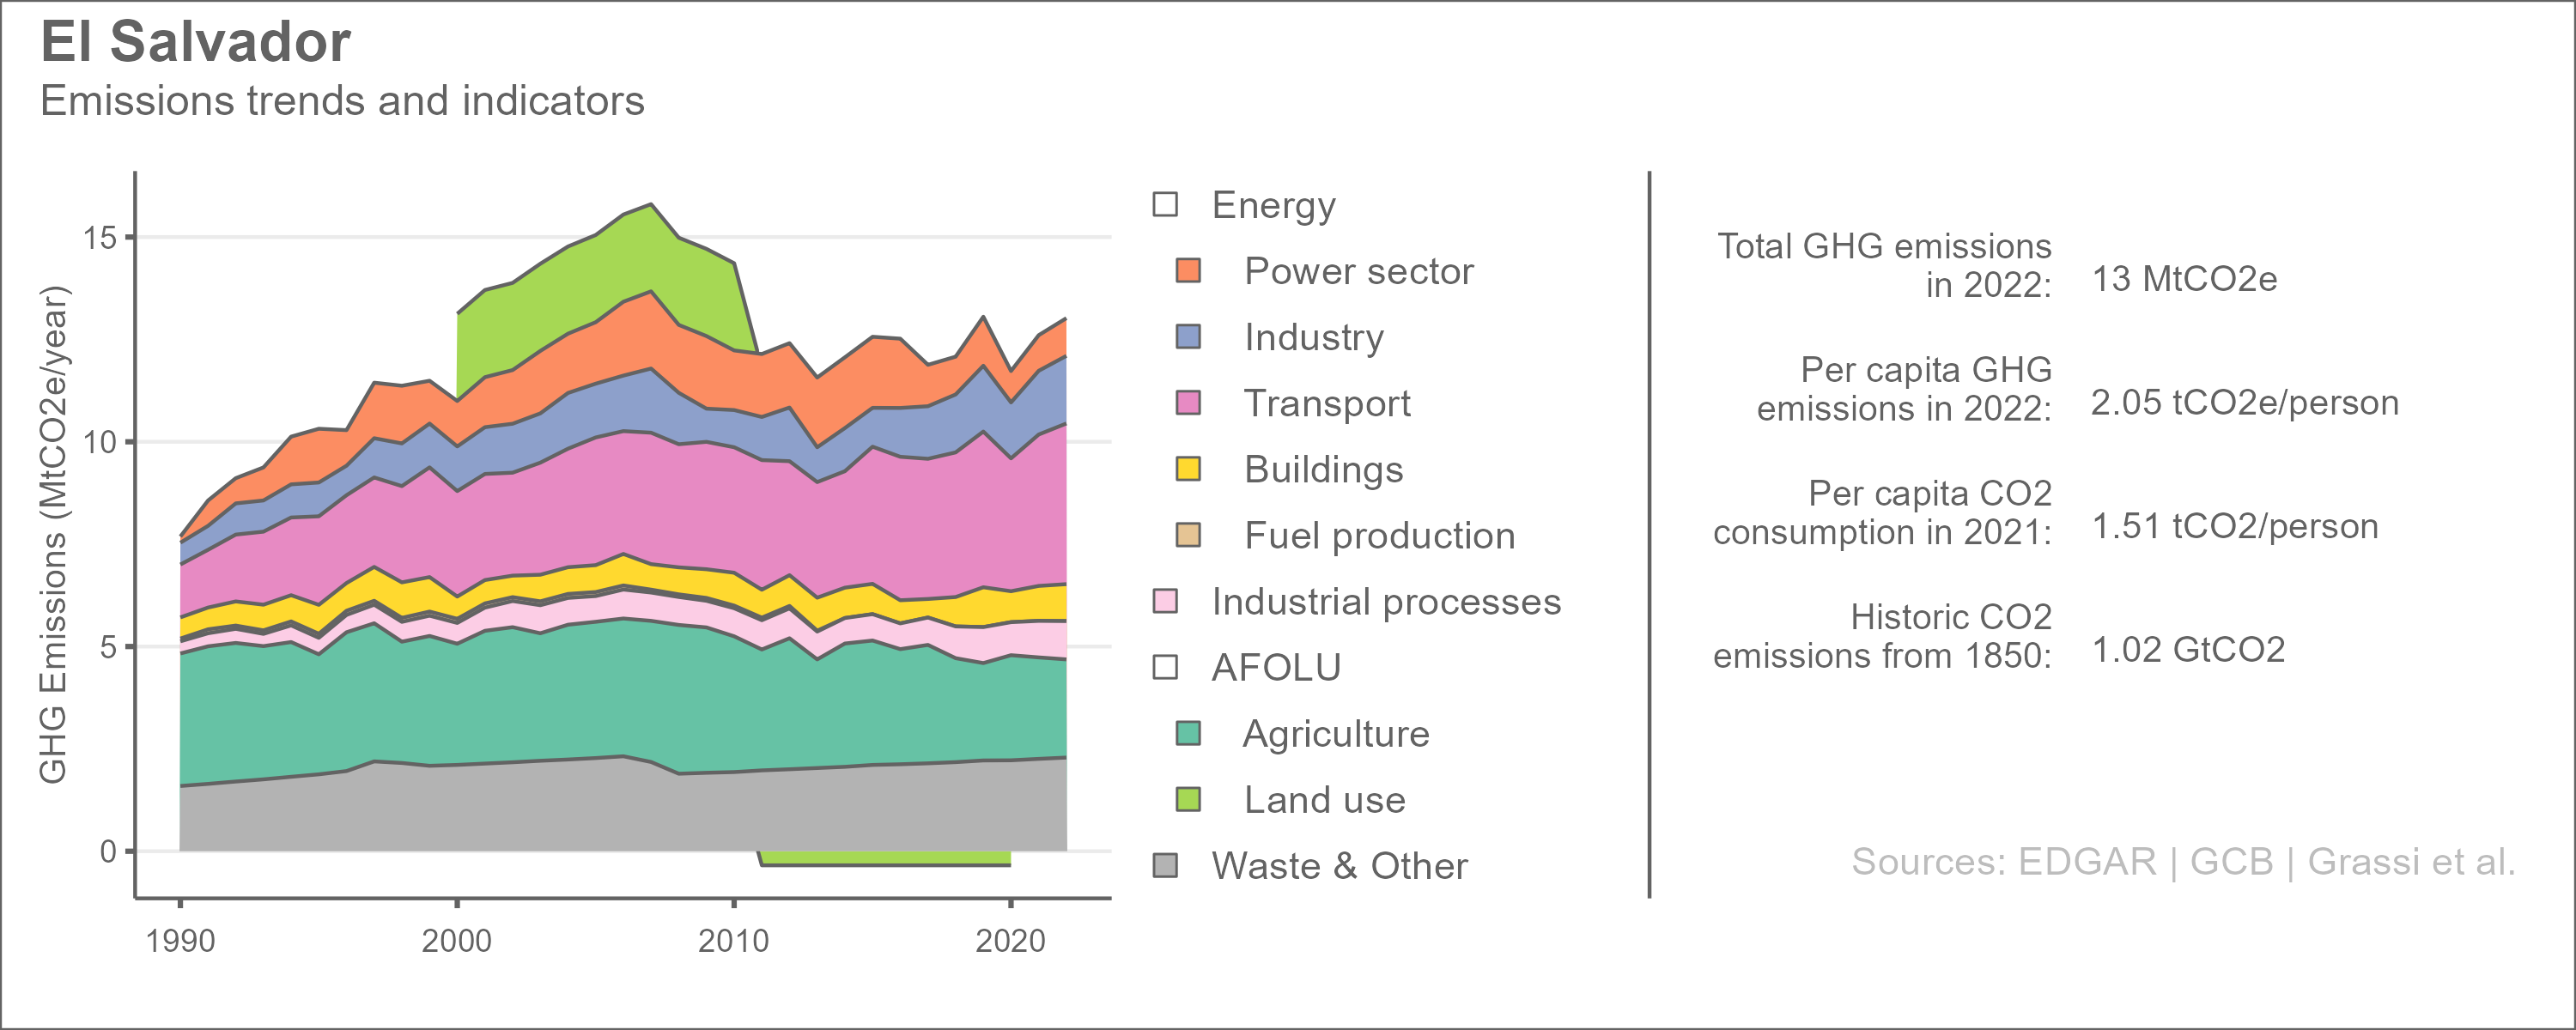 El Salvador
Emissions trends and indicators
GHG Emissions (MtCO2e/year)
15
10
5
0
1990
2000
2010
2020
Energy
Power sector
Industry
Transport
Buildings
Fuel production
Industrial processes
AFOLU
Agriculture
Land use
Waste & Other
Total GHG emissions
in 2022:
13 MtCO2e
Per capita GHG
emissions in 2022:
2.05 tCO2e/person
Per capita CO2
consumption in 2021:
1.51 tCO2/person
Historic CO2
emissions from 1850:
1.02 GtCO2
Sources: EDGAR | GCB | Grassi et al.